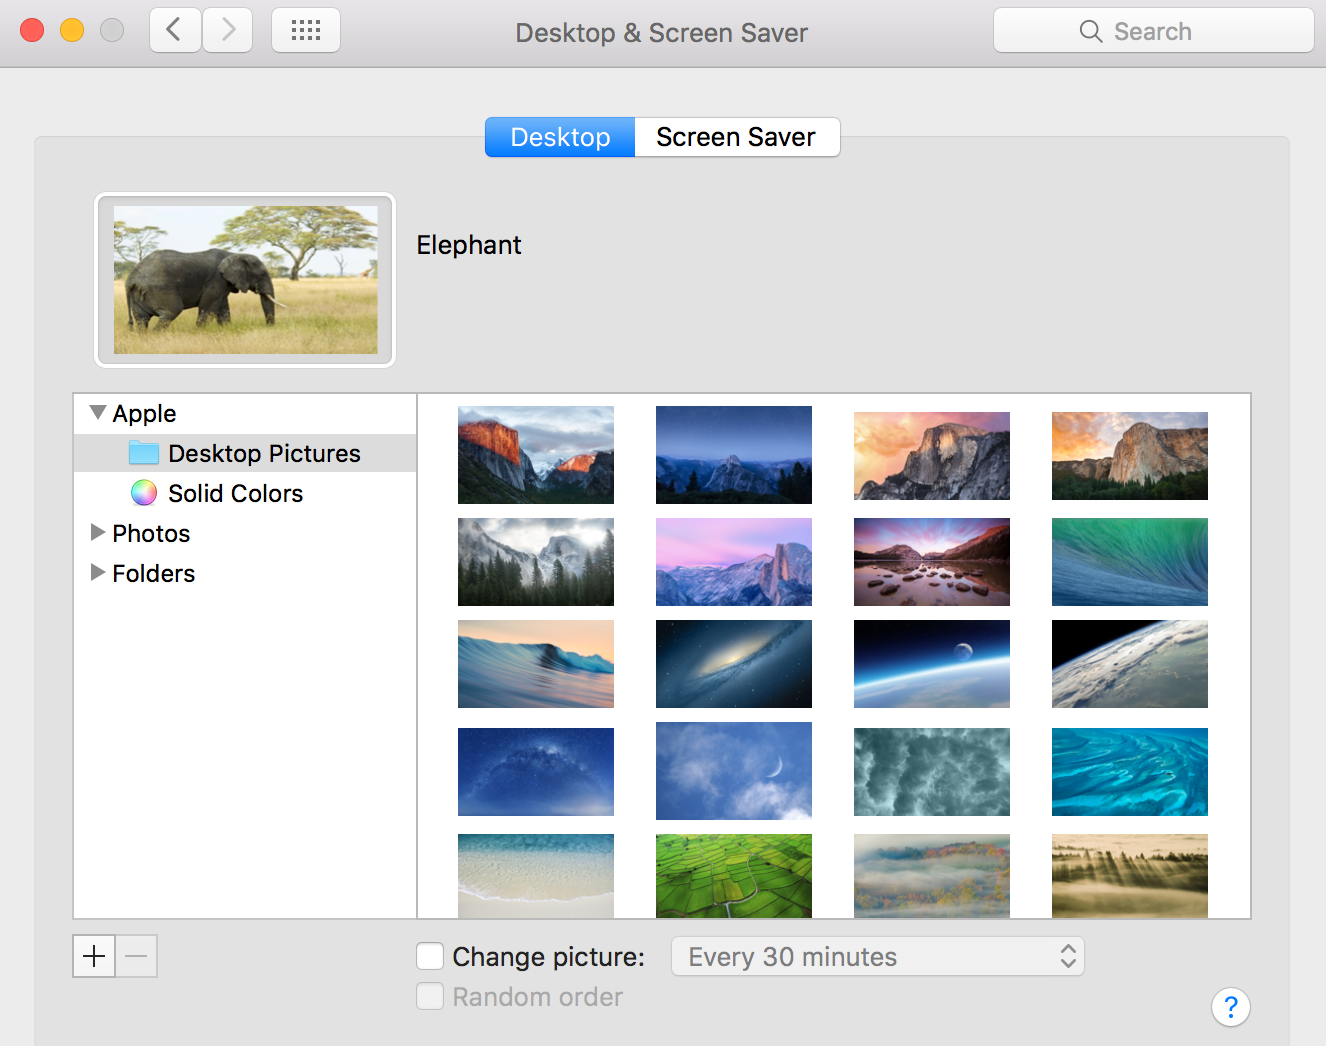 Desktop & Screen Saver
Search
Desktop
Screen Saver
Elephant
Apple
Desktop Pictures
Solid Colors
Photos
Folders
Change picture:
Every 30 minutes
Random order
?